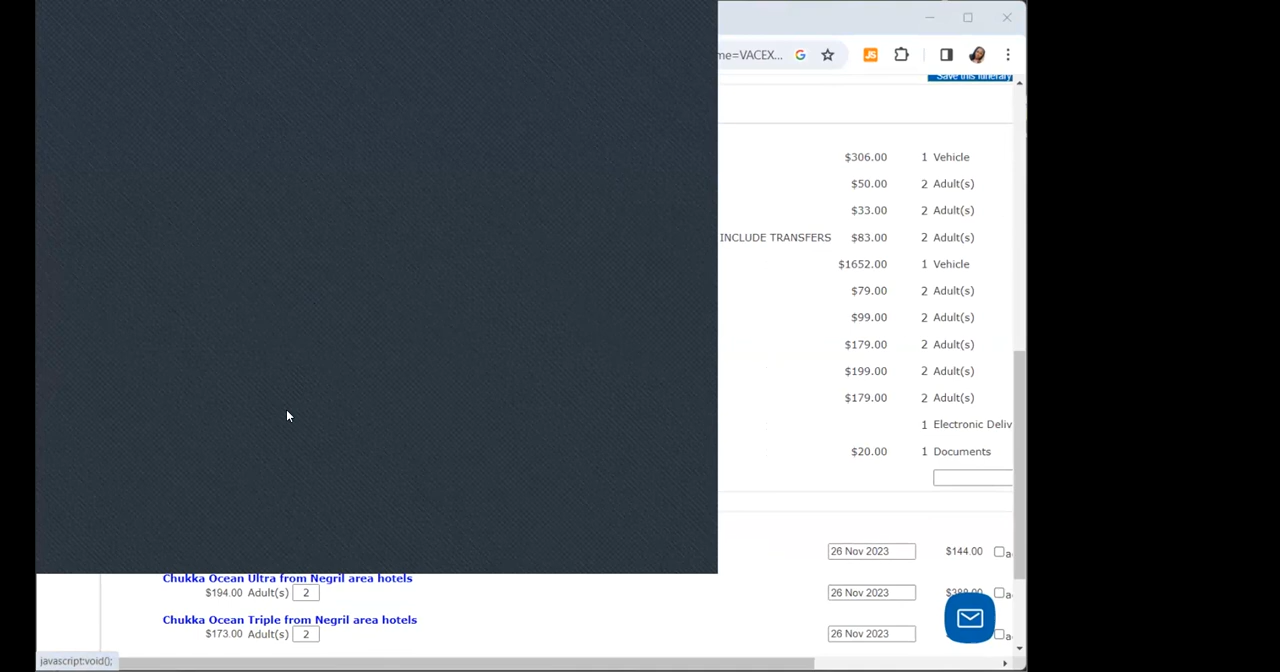 me=VACEX...
Save this itinerary
$306.00 1 Vehicle
$50.00 2 Adult(s)
$33.00 2 Adult(s)
INCLUDE TRANSFERS $83.00 2 Adult(s)
$1652.00 1 Vehicle
$79.00 2 Adult(s)
$99.00 2 Adult(s)
$179.00 2 Adult(s)
$199.00 2 Adult(s)
$179.00 2 Adult(s)
1 Electronic Deliv
$20.00 1 Documents
26 Nov 2023 $144.00 a
Chukka Ocean Ultra from Negril area hotels
$194.00 Adult(s) 2 26 Nov 2023 a
Chukka Ocean Triple from Negril area hotels
$173.00 Adult(s) 2 26 Nov 2023 a
javascript:void();